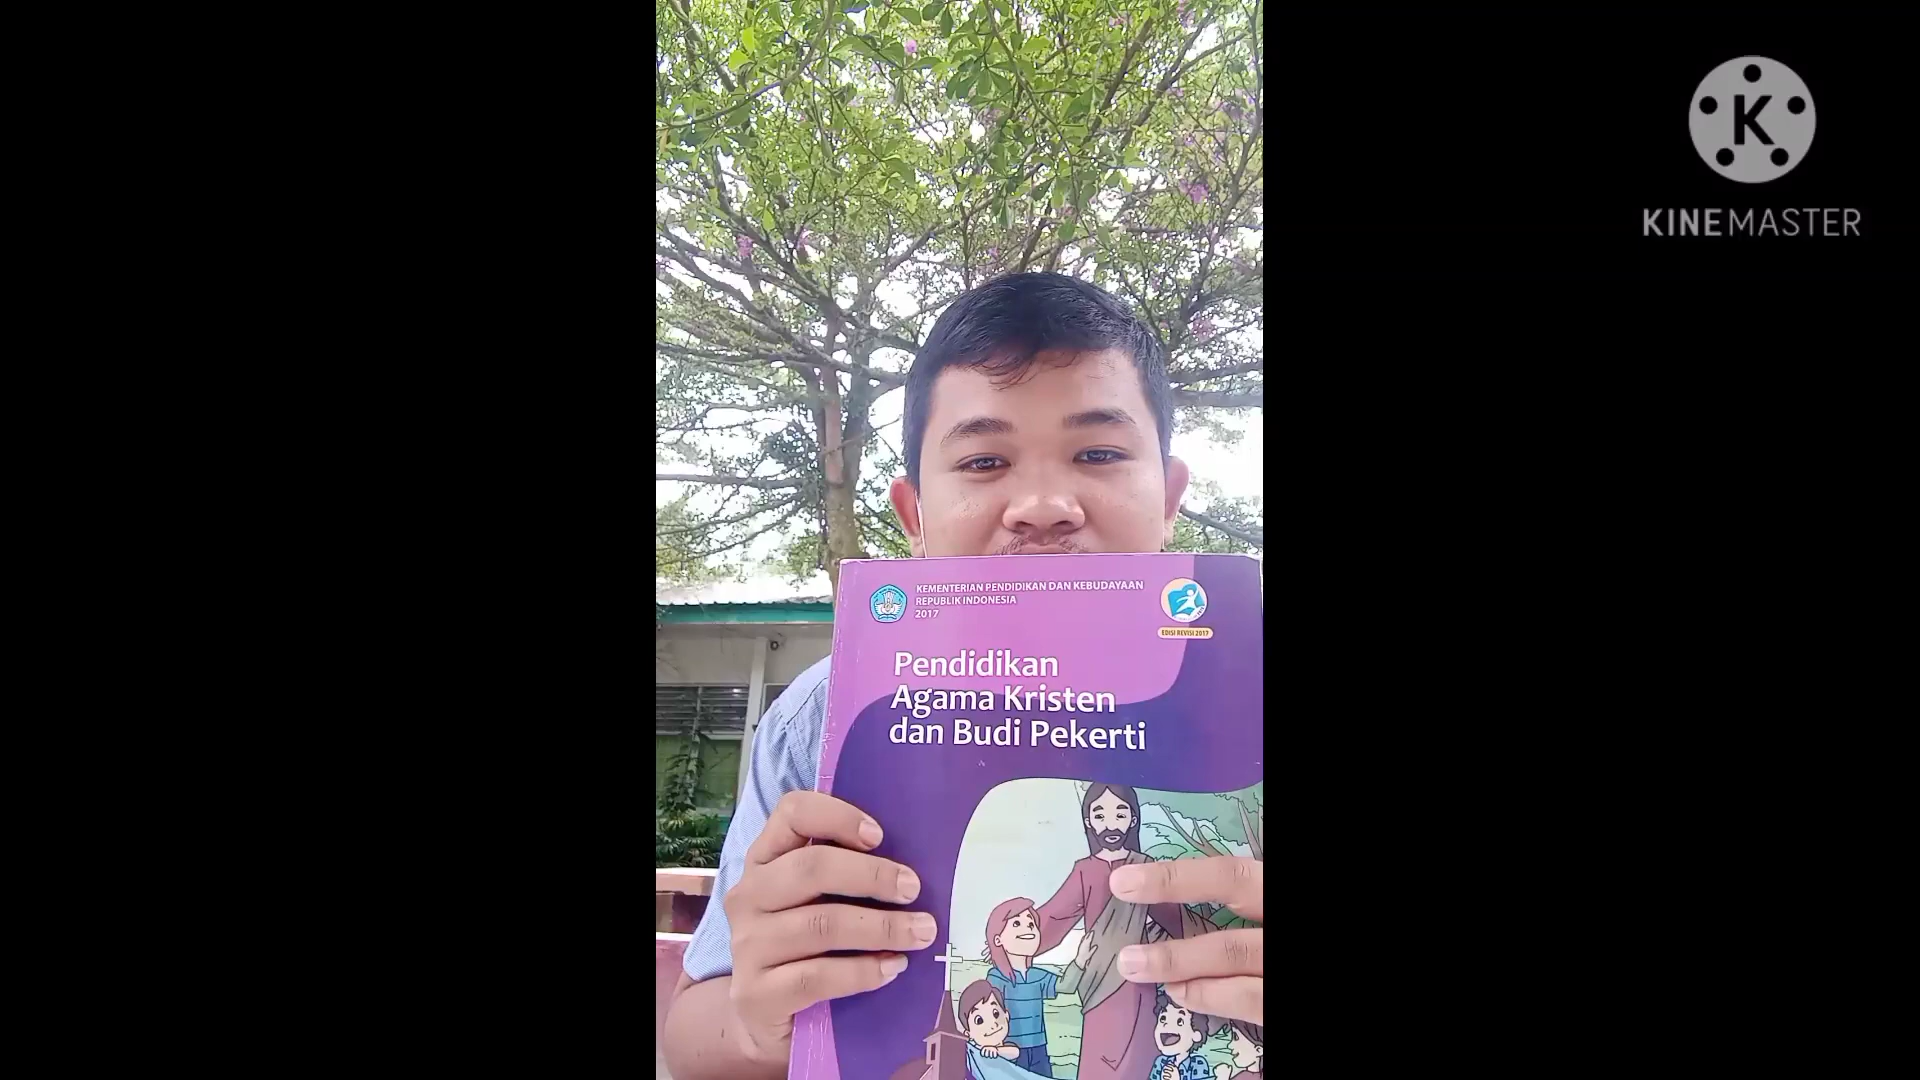 KEMENTERIAN PENDIDIKAN DAN KEBUDAYAAN
REPUBLIK INDONESIA
2017
EDISI REVISI 2017
Pendidikan
Agama Kristen
dan Budi Pekerti
K
KINEMASTER